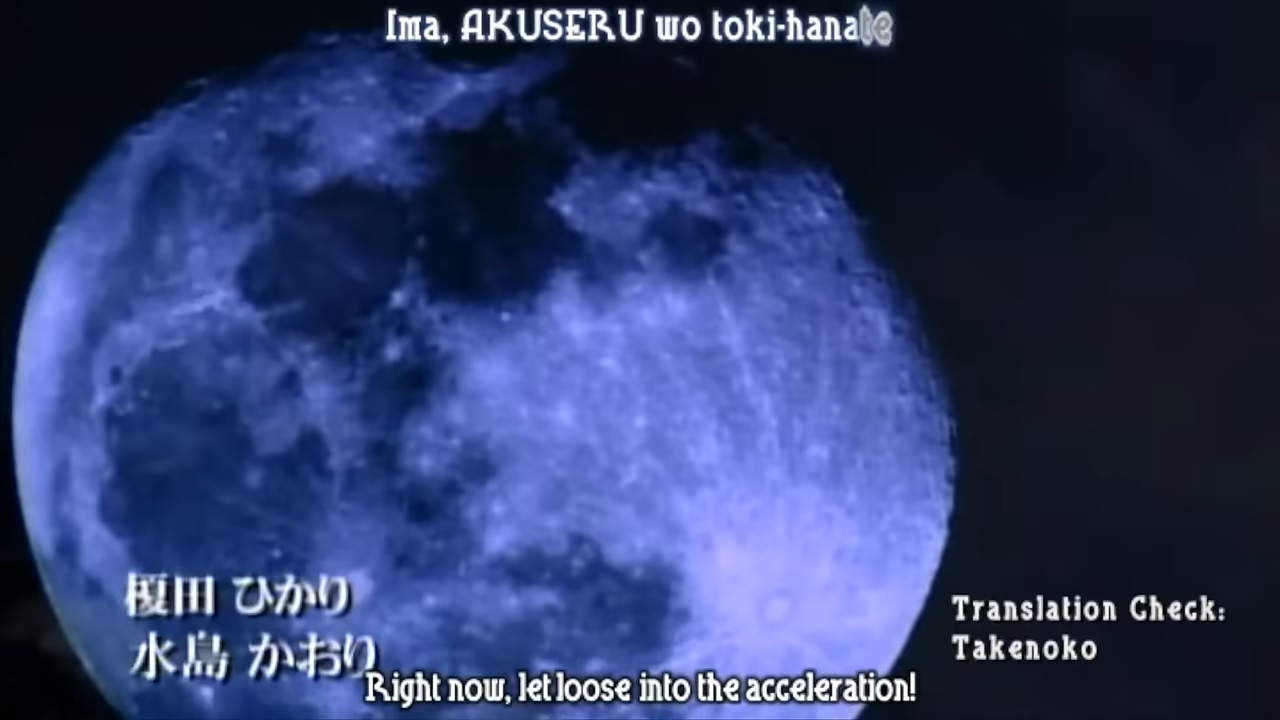 Ima, AKUSERU wo toki-hanate
榎田 ひかり
水島 かおり
Translation Check:
Takenoko
Right now, let loose into the acceleration!